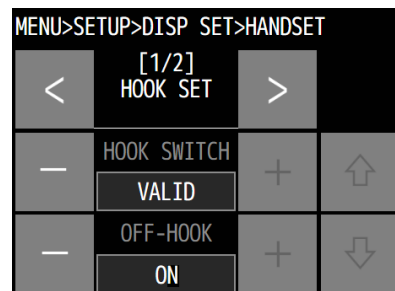 MENU>SETUP>DISP SET>HANDSET
[1/2]
< HOOK SET >
HOOK SWITCH
— VALID +
OFF-HOOK
— ON +